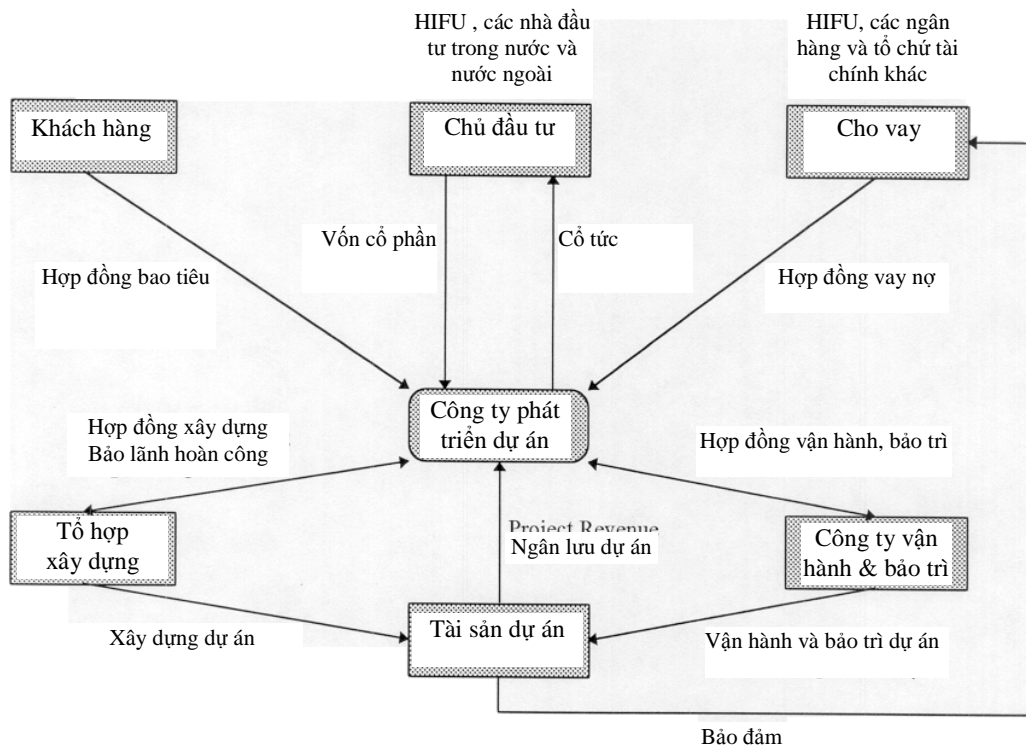 HIFU , các nhà đầu
tư trong nước và
nước ngoài
HIFU, các ngân
hàng và tổ chứ tài
chính khác
Khách hàng
Chủ đầu tư
Cho vay
Vốn cổ phần
Cổ tức
Hợp đồng bao tiêu
Hợp đồng vay nợ
Công ty phát
triển dự án
Hợp đồng xây dựng
Bảo lãnh hoàn công
Hợp đồng vận hành, bảo trì
Tổ hợp
xây dựng
Project Revenue
Ngân lưu dự án
Công ty vận
hành & bảo trì
Tài sản dự án
Xây dựng dự án
Vận hành và bảo trì dự án
Bảo đảm